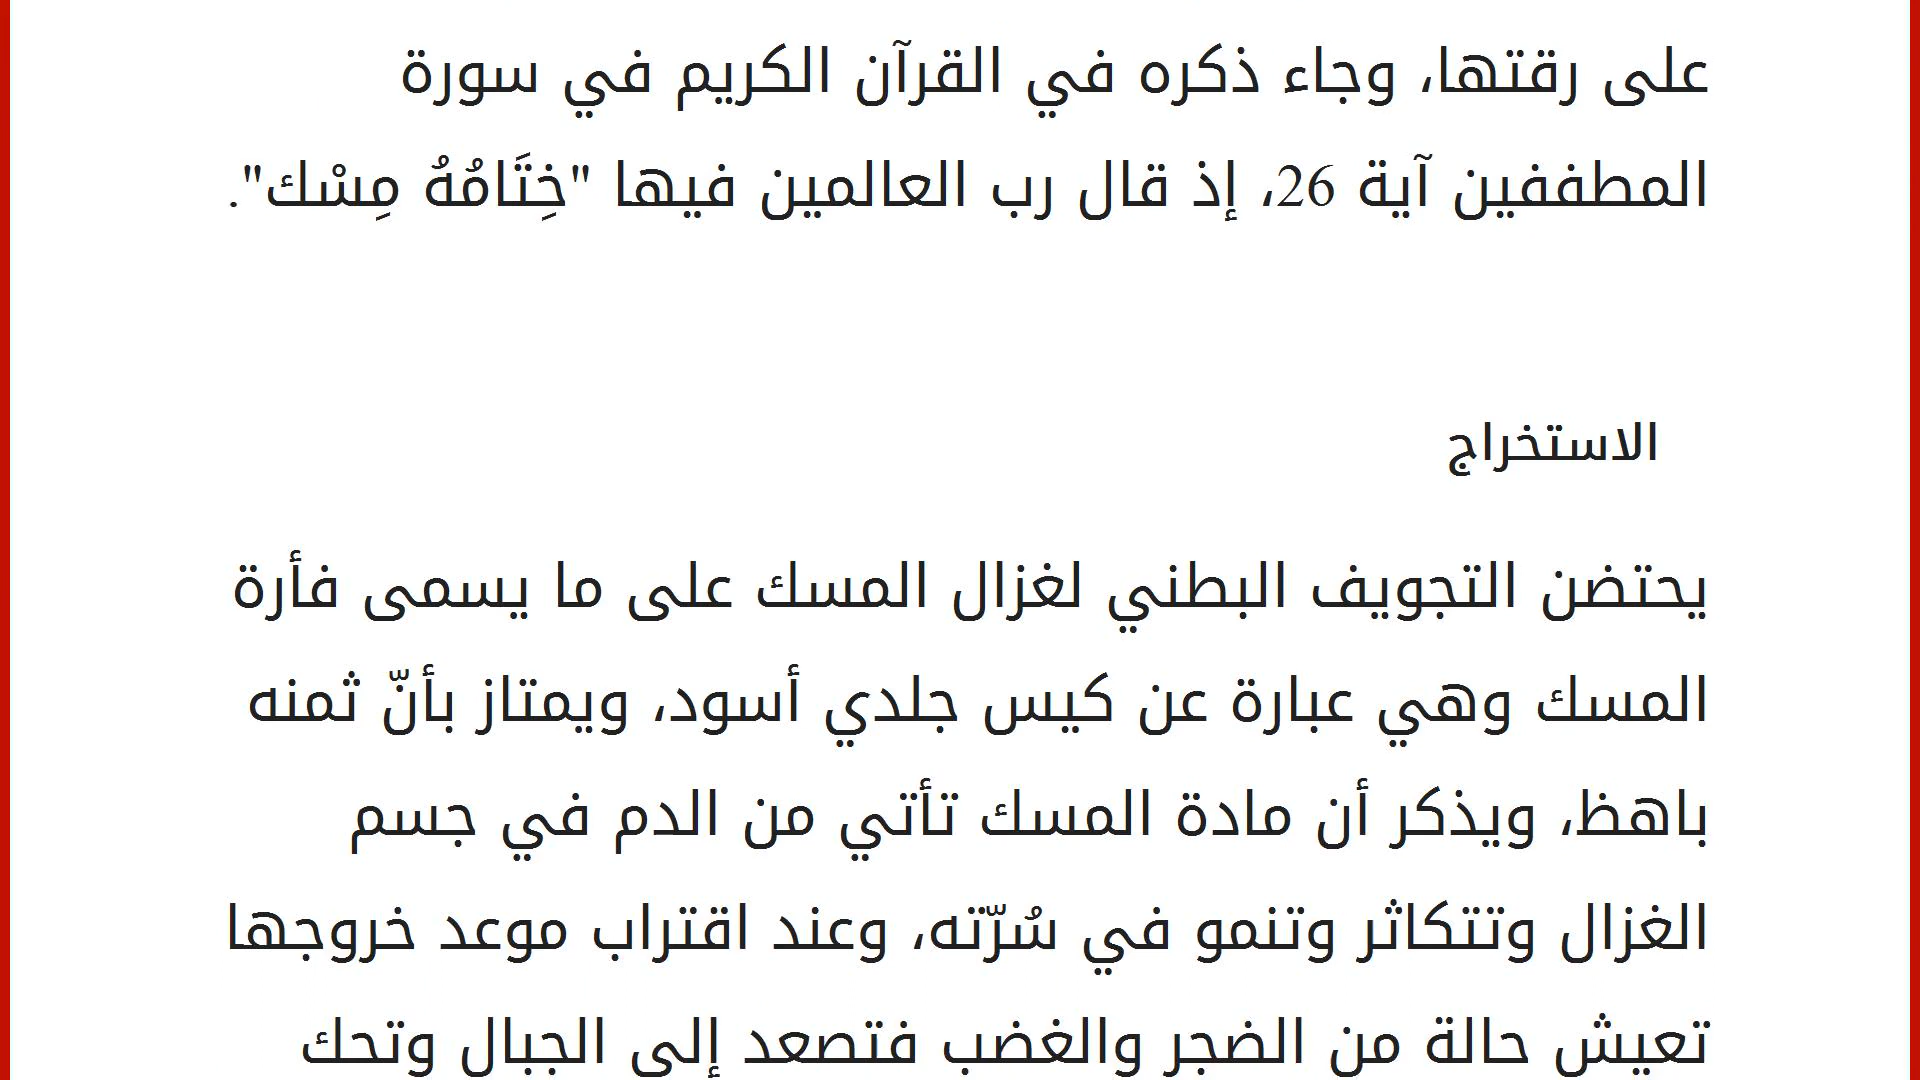 على رقتها، وجاء ذكره في القرآن الكريم في سورة
المطففين آية 26، إذ قال رب العالمين فيها "خِتَامُهُ مِسْك".
الاستخراج
يحتضن التجويف البطني لغزال المسك على ما يسمى فأرة
المسك وهي عبارة عن كيس جلدي أسود، ويمتاز بأنّ ثمنه
باهظ، ويذكر أن مادة المسك تأتي من الدم في جسم
الغزال وتتكاثر وتنمو في سُرّته، وعند اقتراب موعد خروجها
تعيش حالة من الضجر والغضب فتصعد إلى الجبال وتحك